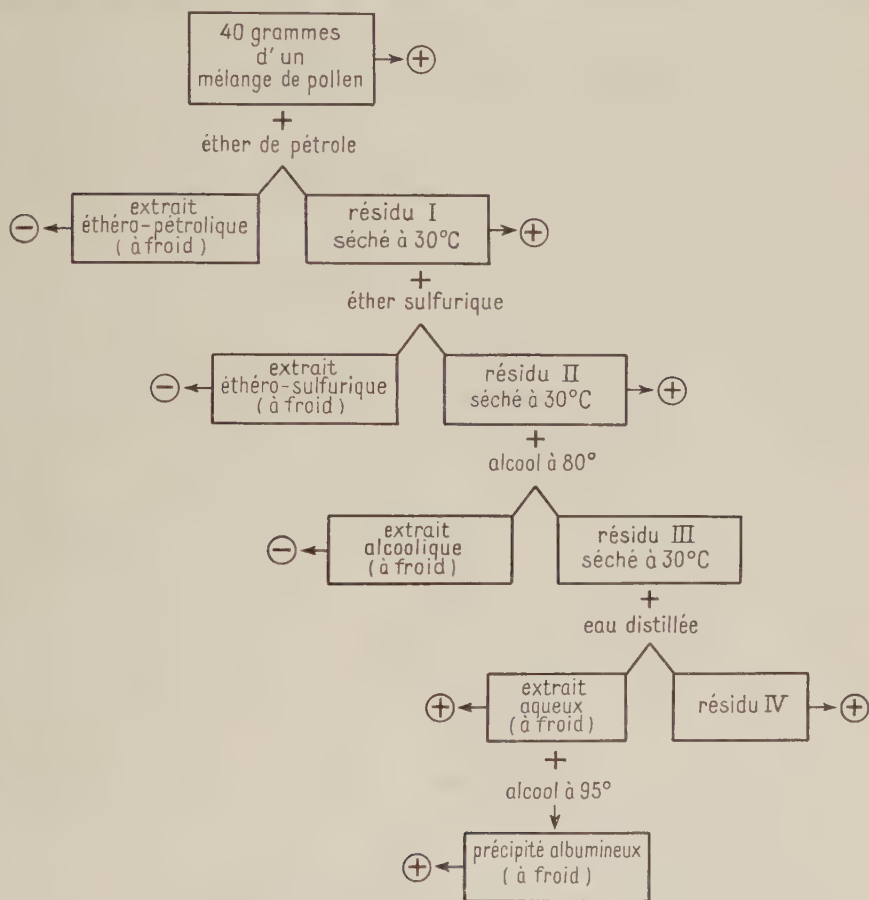 40 grammes
d'un
mélange de pollen
+
+
éther de pétrole
extrait
éthéro-pétrolique
(à froid)
-
résidu I
séché à 30°C
+
+
éther sulfurique
extrait
éthéro-sulfurique
(à froid)
-
résidu II
séché à 30°C
+
+
alcool à 80°
extrait
alcoolique
(à froid)
-
résidu III
séché à 30°C
+
eau distillée
extrait
aqueux
(à froid)
+
résidu IV
+
+
alcool à 95°
précipité albumineux
(à froid)
+